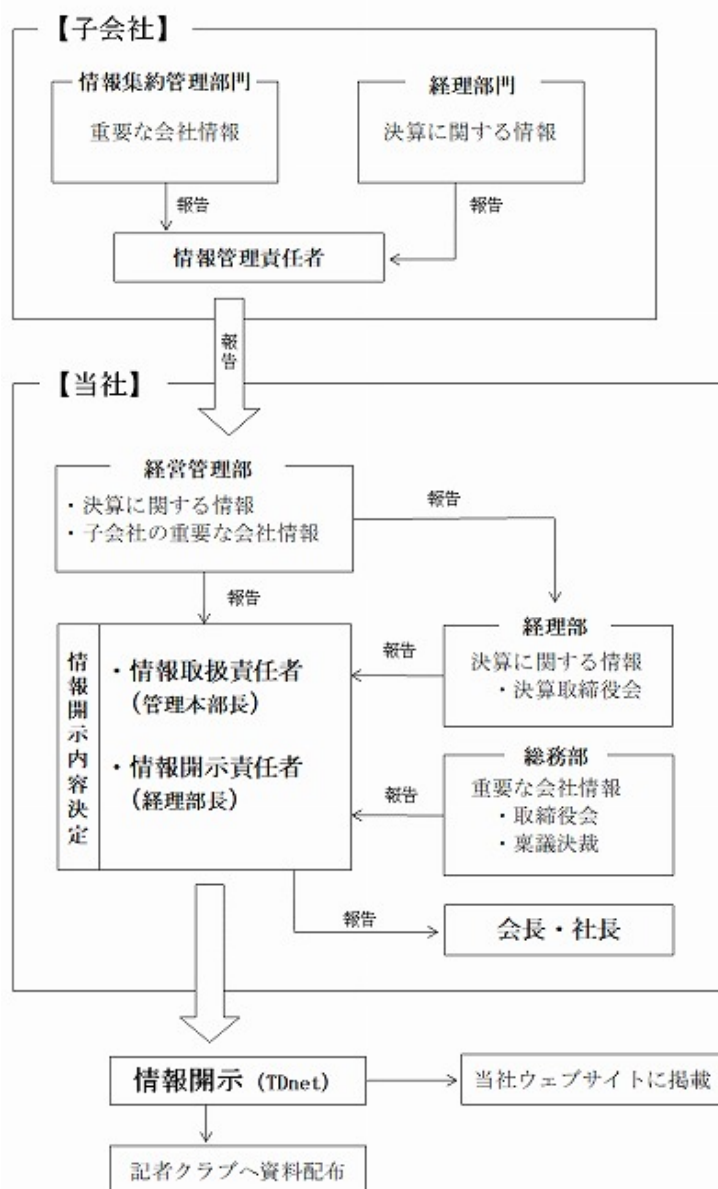 【子会社】
情報集約管理部門
重要な会社情報
経理部門
決算に関する情報
報告
報告
情報管理責任者
報告
【当社】
経営管理部
・決算に関する情報
・子会社の重要な会社情報
報告
報告
経理部
決算に関する情報
・決算取締役会
報告
情報開示内容決定
・情報取扱責任者
(管理本部長)
・情報開示責任者
(経理部長)
総務部
重要な会社情報
・取締役会
・稟議決裁
報告
報告
会長・社長
情報開示 (TDnet)
当社ウェブサイトに掲載
記者クラブへ資料配布